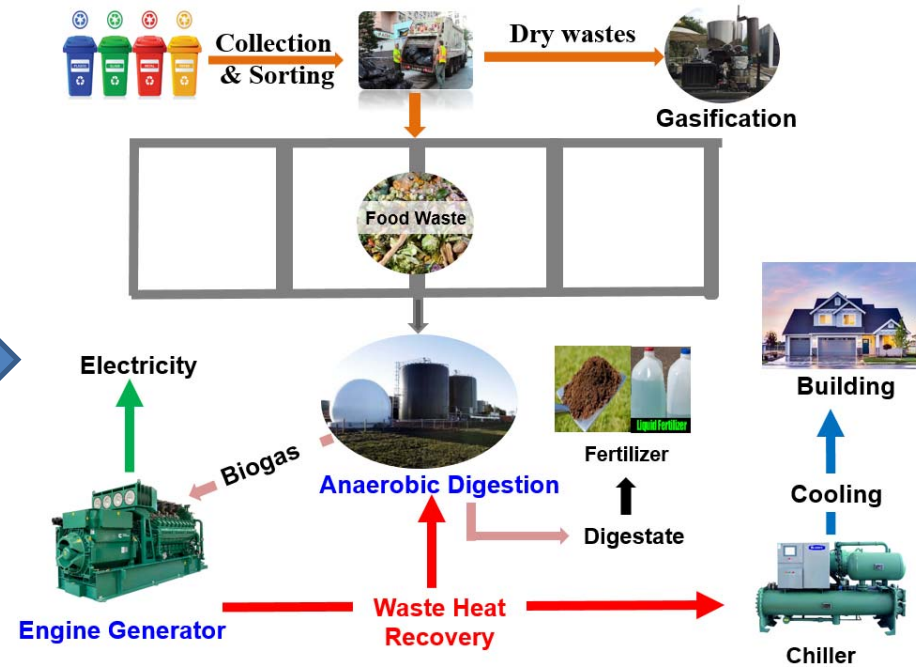 Collection
& Sorting
Dry wastes
Gasification
Food Waste
Electricity
Biogas
Anaerobic Digestion
Liquid Fertilizer
Fertilizer
Digestate
Building
Cooling
Engine Generator
Waste Heat
Recovery
Chiller